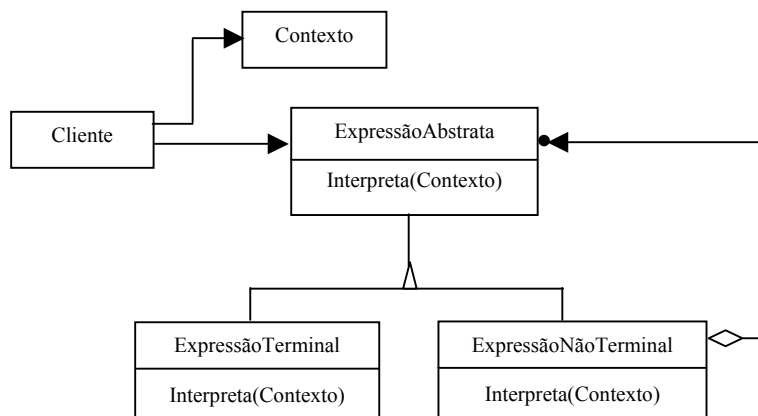 Contexto
Cliente
ExpressãoAbstrata
Interpreta(Contexto)
ExpressãoTerminal
Interpreta(Contexto)
ExpressãoNãoTerminal
Interpreta(Contexto)